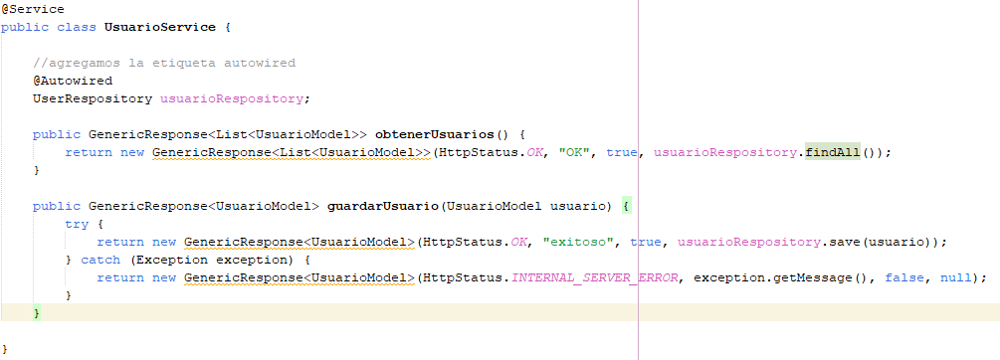 @Service
public class UsuarioService {
//agregamos la etiqueta autowired
@Autowired
UserRespository usuarioRespository;
public GenericResponse<List<UsuarioModel>> obtenerUsuarios() {
return new GenericResponse<List<UsuarioModel>>(HttpStatus.OK, "OK", true, usuarioRespository.findAll());
}
public GenericResponse<UsuarioModel> guardarUsuario(UsuarioModel usuario) {
try {
return new GenericResponse<UsuarioModel>(HttpStatus.OK, "exitoso", true, usuarioRespository.save(usuario));
} catch (Exception exception) {
return new GenericResponse<UsuarioModel>(HttpStatus.INTERNAL_SERVER_ERROR, exception.getMessage(), false, null);
}
}
}